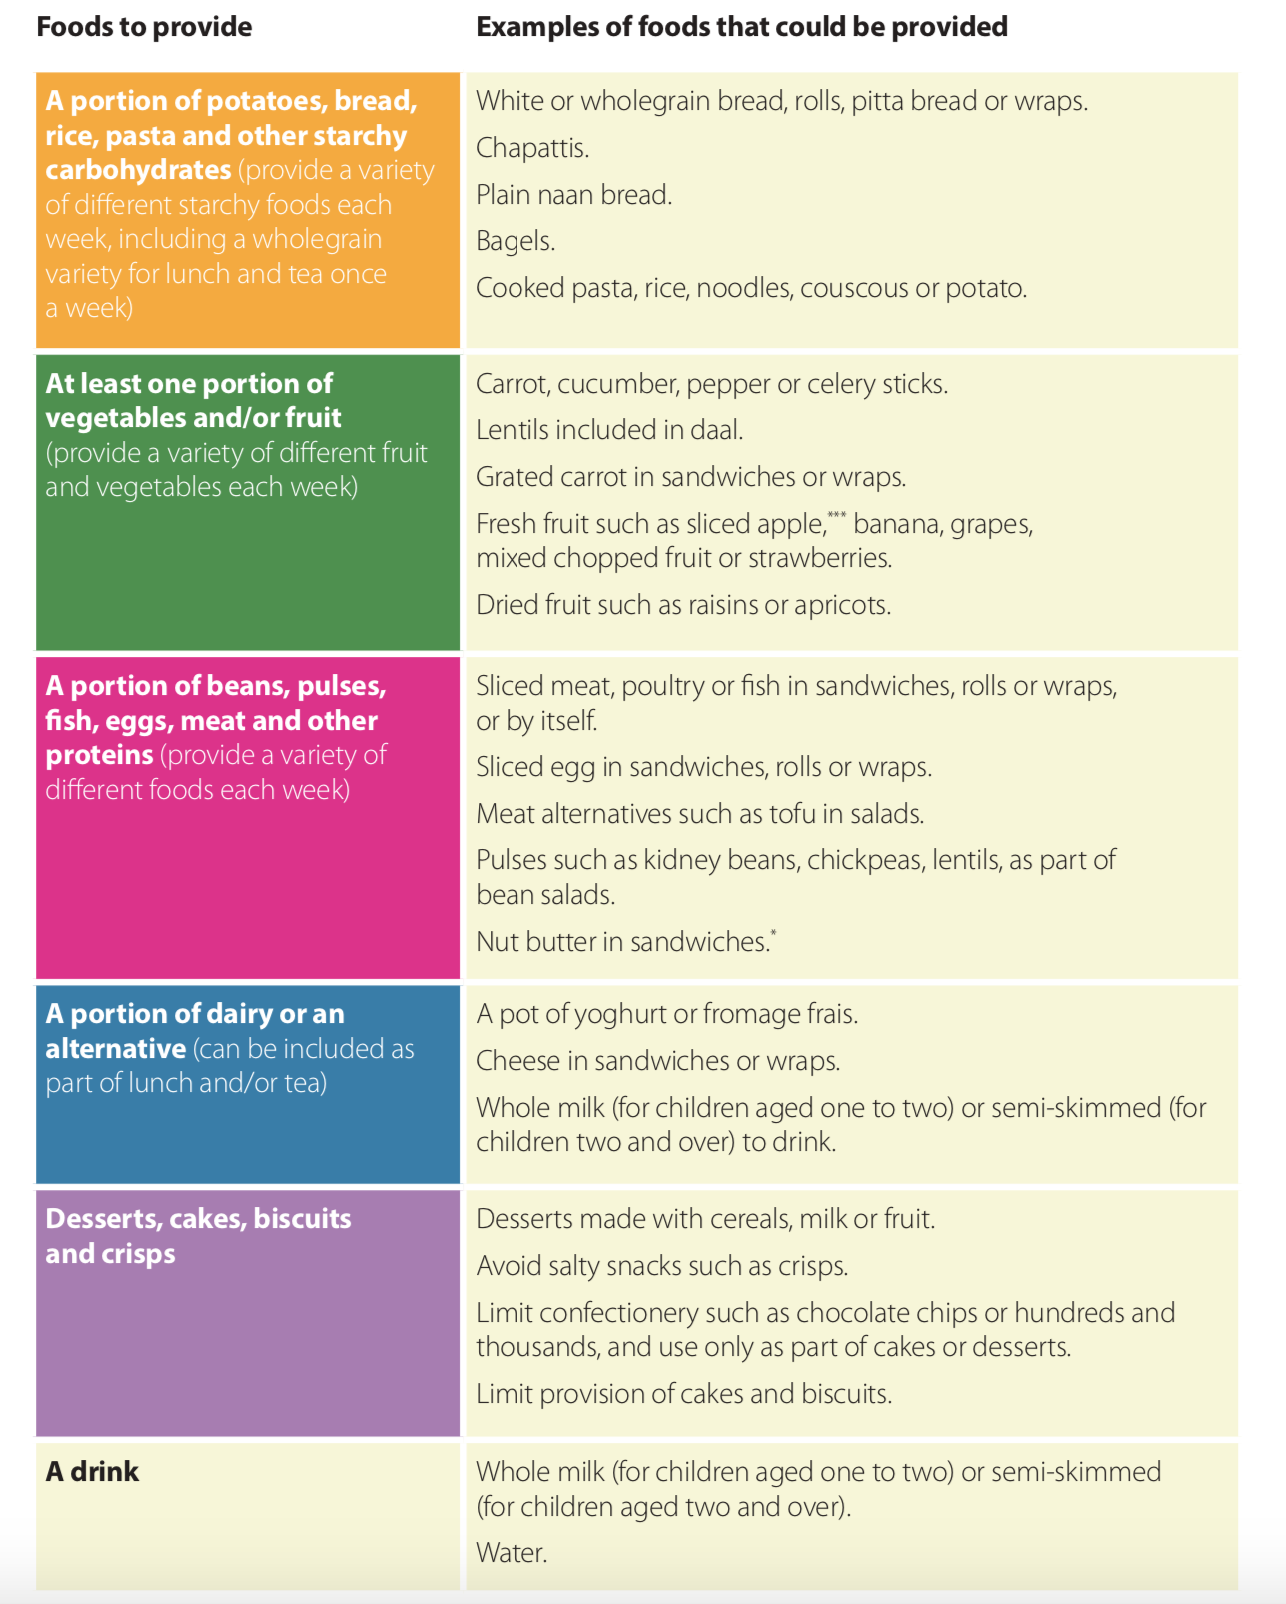 Foods to provide
Examples of foods that could be provided
A portion of potatoes, bread,
rice, pasta and other starchy
carbohydrates (provide a variety
of different starchy foods each
week, including a wholegrain
variety for lunch and tea once
a week)
White or wholegrain bread, rolls, pitta bread or wraps.
Chapattis.
Plain naan bread.
Bagels.
Cooked pasta, rice, noodles, couscous or potato.
At least one portion of
vegetables and/or fruit
(provide a variety of different fruit
and vegetables each week)
Carrot, cucumber, pepper or celery sticks.
Lentils included in daal.
Grated carrot in sandwiches or wraps.
Fresh fruit such as sliced apple,*** banana, grapes,
mixed chopped fruit or strawberries.
Dried fruit such as raisins or apricots.
A portion of beans, pulses,
fish, eggs, meat and other
proteins (provide a variety of
different foods each week)
Sliced meat, poultry or fish in sandwiches, rolls or wraps,
or by itself.
Sliced egg in sandwiches, rolls or wraps.
Meat alternatives such as tofu in salads.
Pulses such as kidney beans, chickpeas, lentils, as part of
bean salads.
Nut butter in sandwiches.*
A portion of dairy or an
alternative (can be included as
part of lunch and/or tea)
A pot of yoghurt or fromage frais.
Cheese in sandwiches or wraps.
Whole milk (for children aged one to two) or semi-skimmed (for
children two and over) to drink.
Desserts, cakes, biscuits
and crisps
Desserts made with cereals, milk or fruit.
Avoid salty snacks such as crisps.
Limit confectionery such as chocolate chips or hundreds and
thousands, and use only as part of cakes or desserts.
Limit provision of cakes and biscuits.
A drink
Whole milk (for children aged one to two) or semi-skimmed
(for children aged two and over).
Water.